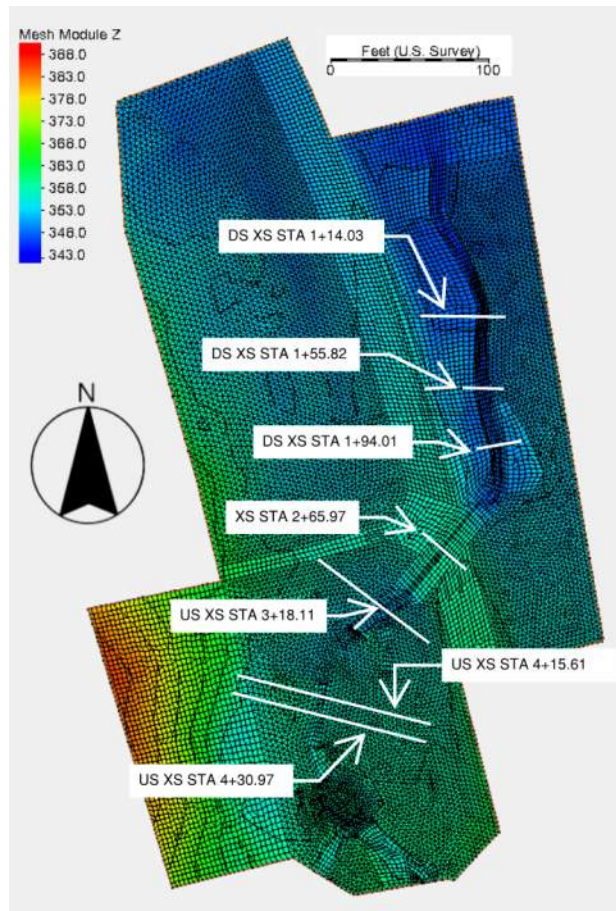 Mesh Module Z
388.0
383.0
378.0
373.0
368.0
363.0
358.0
353.0
348.0
343.0
Feet (U.S. Survey)
0 100
DS XS STA 1+14.03
DS XS STA 1+55.82
N
DS XS STA 1+94.01
XS STA 2+65.97
US XS STA 3+18.11
US XS STA 4+15.61
US XS STA 4+30.97